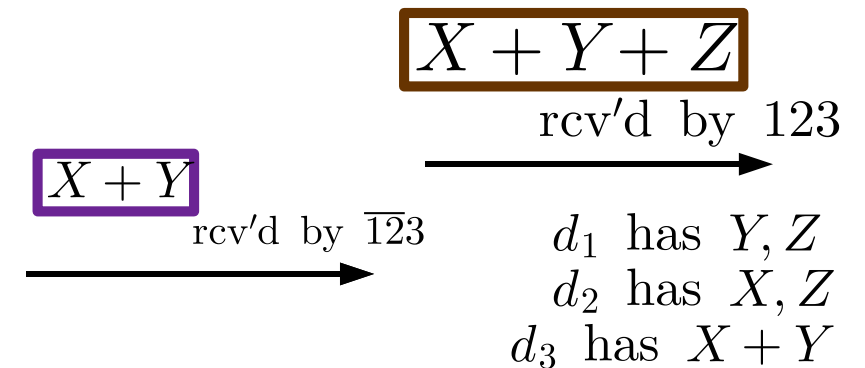 X + Y
rcv'd by 1̅2̅3
X + Y + Z
rcv'd by 123
d₁ has Y, Z
d₂ has X, Z
d₃ has X + Y